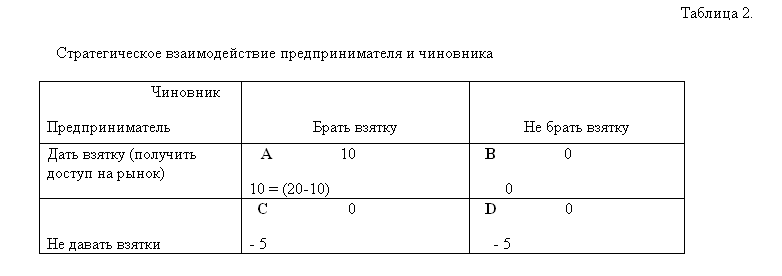 Таблица 2.
Стратегическое взаимодействие предпринимателя и чиновника
Чиновник
Предприниматель Брать взятку Не брать взятку
Дать взятку (получить A 10 B 0
доступ на рынок)
10 = (20-10) 0
C 0 D 0
Не давать взятки - 5 - 5